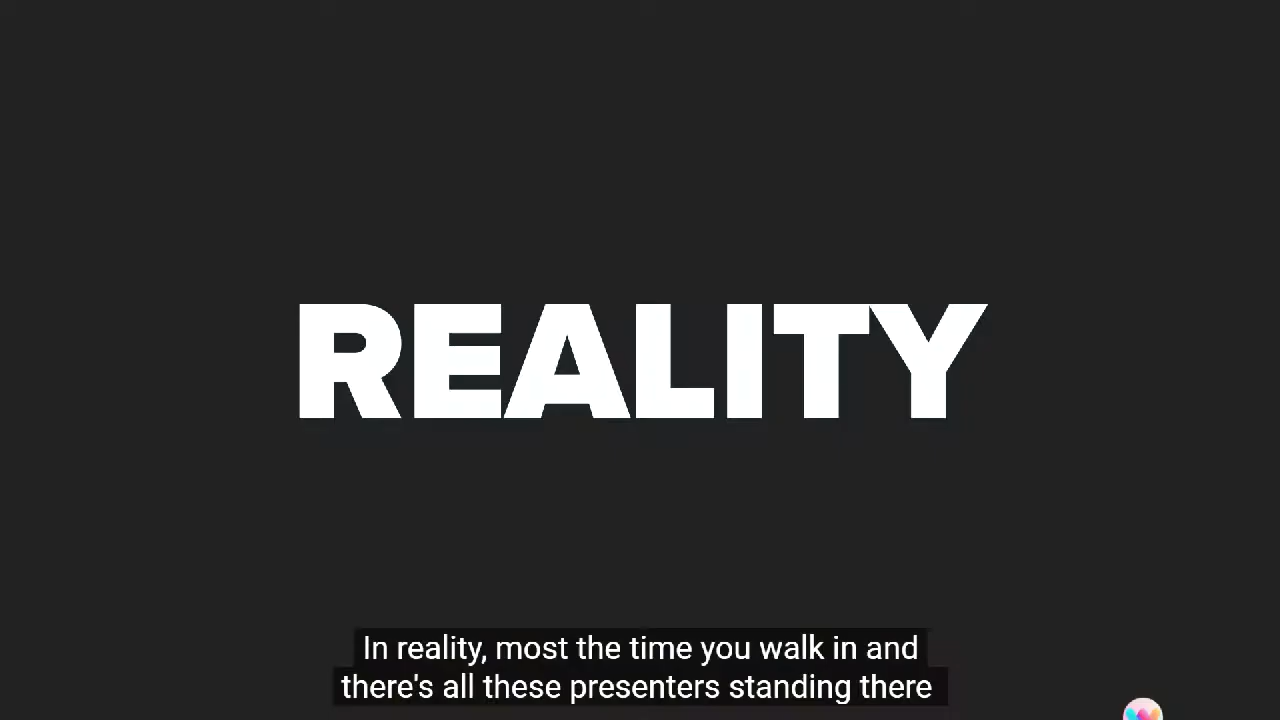 REALITY
In reality, most the time you walk in and
there's all these presenters standing there